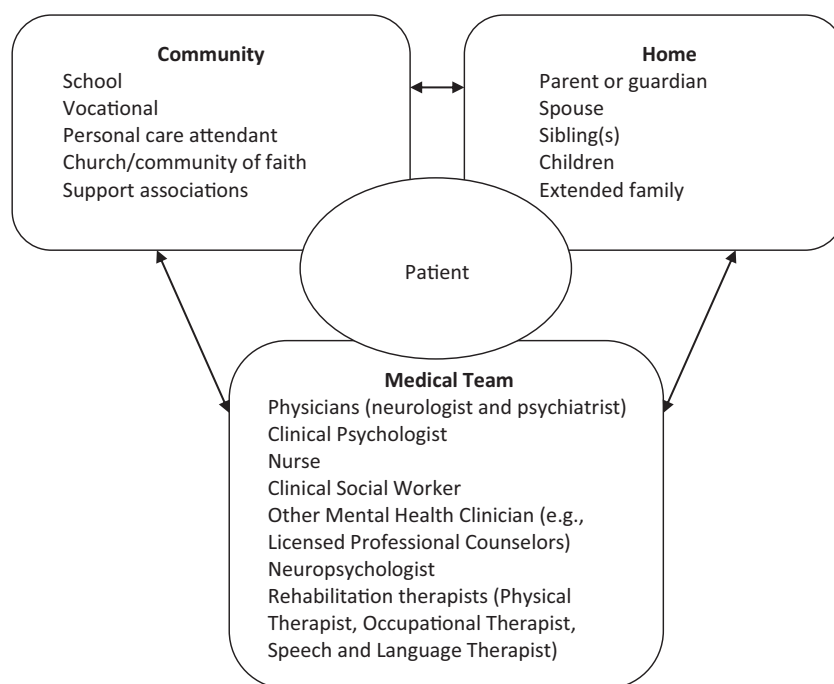 Community
School
Vocational
Personal care attendant
Church/community of faith
Support associations
Home
Parent or guardian
Spouse
Sibling(s)
Children
Extended family
Patient
Medical Team
Physicians (neurologist and psychiatrist)
Clinical Psychologist
Nurse
Clinical Social Worker
Other Mental Health Clinician (e.g.,
Licensed Professional Counselors)
Neuropsychologist
Rehabilitation therapists (Physical
Therapist, Occupational Therapist,
Speech and Language Therapist)